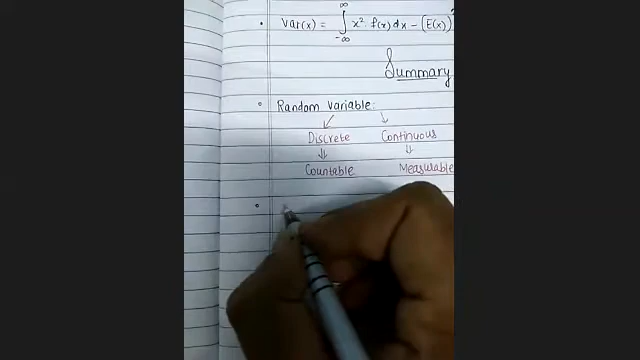 • Var(x) = ∫_{-∞}^{∞} x² f(x) dx - (E(x))²
Summary
• Random Variable:
Discrete Continuous
Countable Measurable